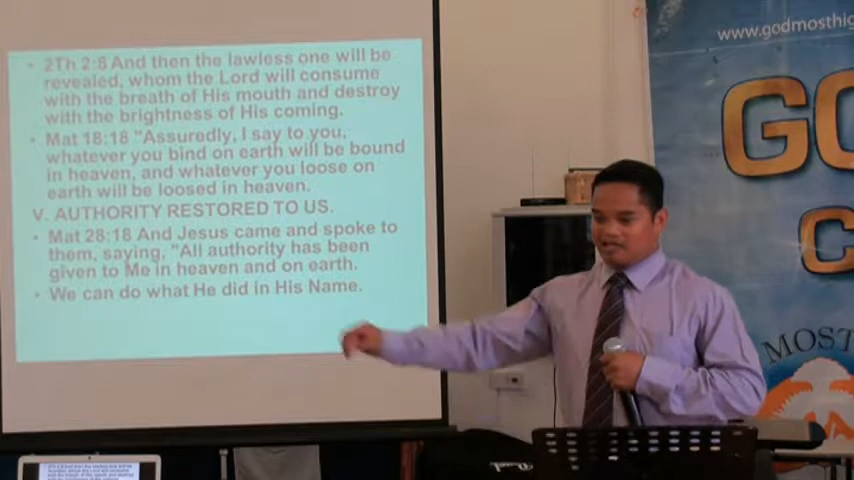 2Th 2:8 And then the lawless one will be
revealed, whom the Lord will consume
with the breath of His mouth and destroy
with the brightness of His coming.
Mat 18:18 "Assuredly, I say to you,
whatever you bind on earth will be bound
in heaven, and whatever you loose on
earth will be loosed in heaven.
V. AUTHORITY RESTORED TO US.
Mat 28:18 And Jesus came and spoke to
them, saying, "All authority has been
given to Me in heaven and on earth.
We can do what He did in His Name.
www.godmosthig
GO
C
MOST